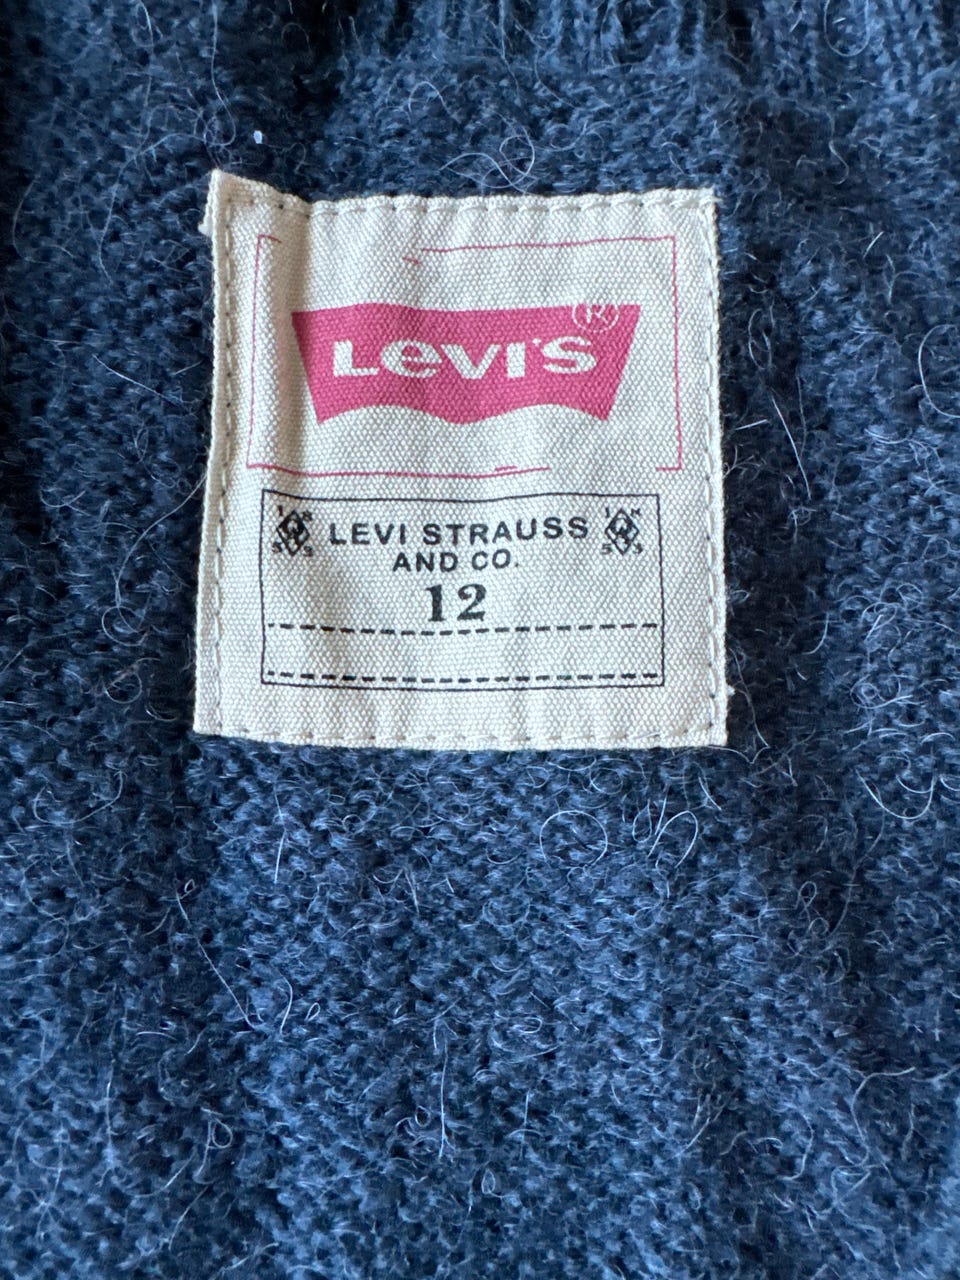 Levi's®
LEVI STRAUSS
AND CO.
12